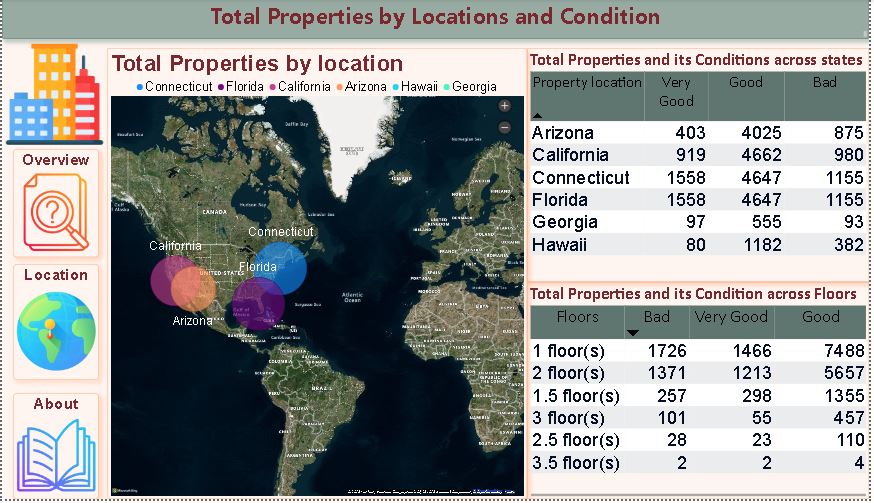 Total Properties by Locations and Condition
Overview
Location
About
Total Properties by location
Connecticut Florida California Arizona Hawaii Georgia
CANADA
UNITED STATES
California
Connecticut
Florida
Arizona
Atlantic
Ocean
BRAZIL
Total Properties and its Conditions across states
Property location Very Good Good Bad
Arizona 403 4025 875
California 919 4662 980
Connecticut 1558 4647 1155
Florida 1558 4647 1155
Georgia 97 555 93
Hawaii 80 1182 382
Total Properties and its Condition across Floors
Floors Bad Very Good Good
1 floor(s) 1726 1466 7488
2 floor(s) 1371 1213 5657
1.5 floor(s) 257 298 1355
3 floor(s) 101 55 457
2.5 floor(s) 28 23 110
3.5 floor(s) 2 2 4